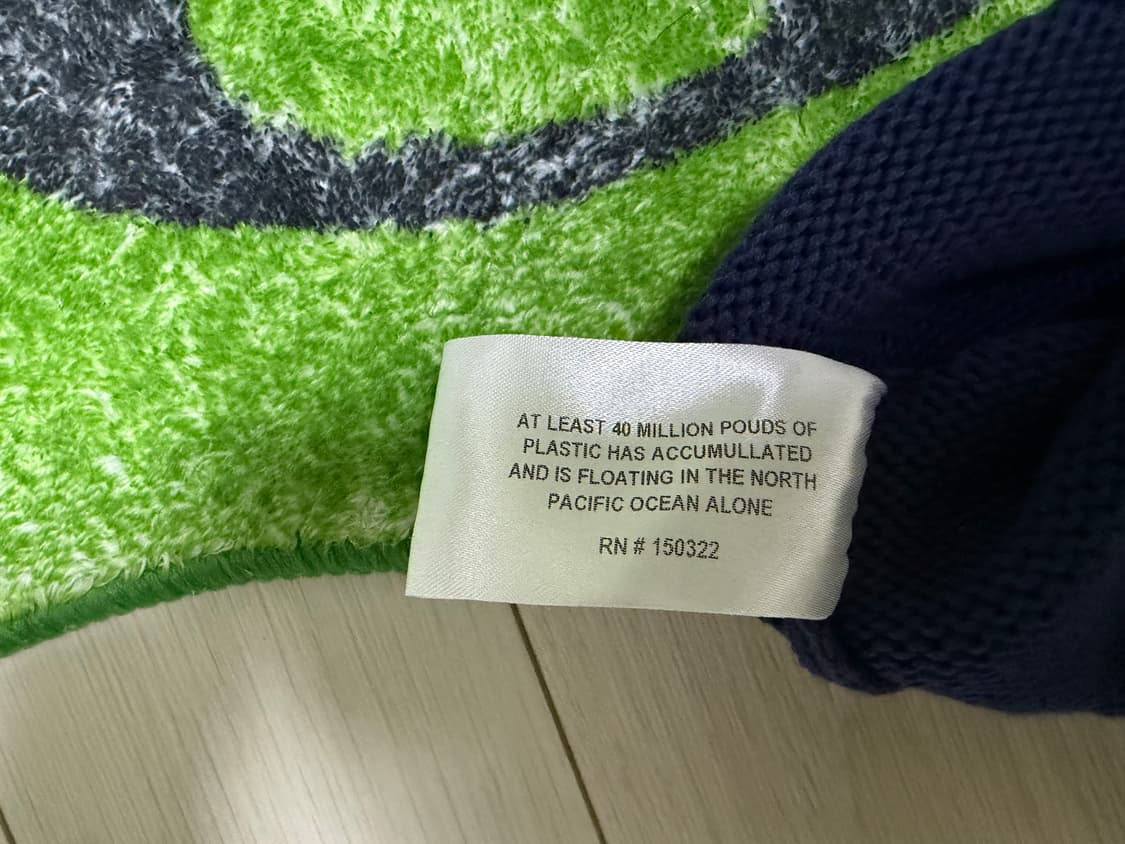 AT LEAST 40 MILLION POUDS OF
PLASTIC HAS ACCUMULLATED
AND IS FLOATING IN THE NORTH
PACIFIC OCEAN ALONE
RN # 150322